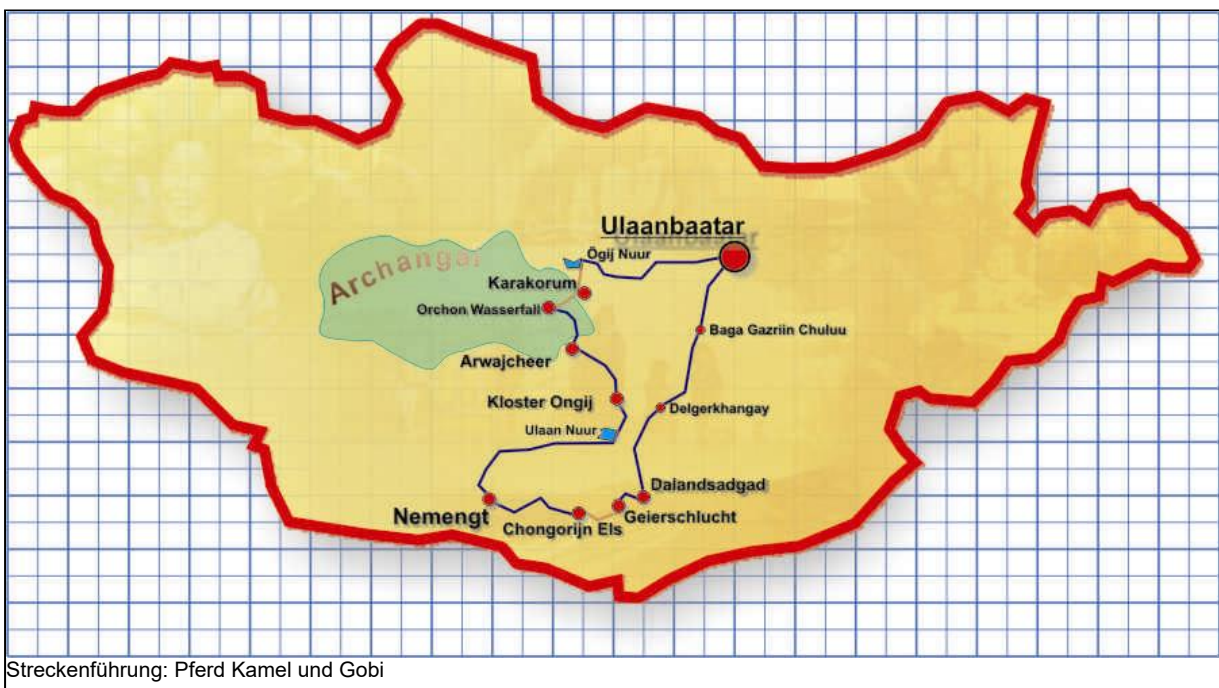 Ulaanbaatar
Ögij Nuur
Archangai
Karakorum
Orchon Wasserfall
Baga Gazriin Chuluu
Arwajcheer
Kloster Ongij
Delgerkhangay
Ulaan Nuur
Dalandsadgad
Nemengt
Geierschlucht
Chongorijn Els
Streckenführung: Pferd Kamel und Gobi